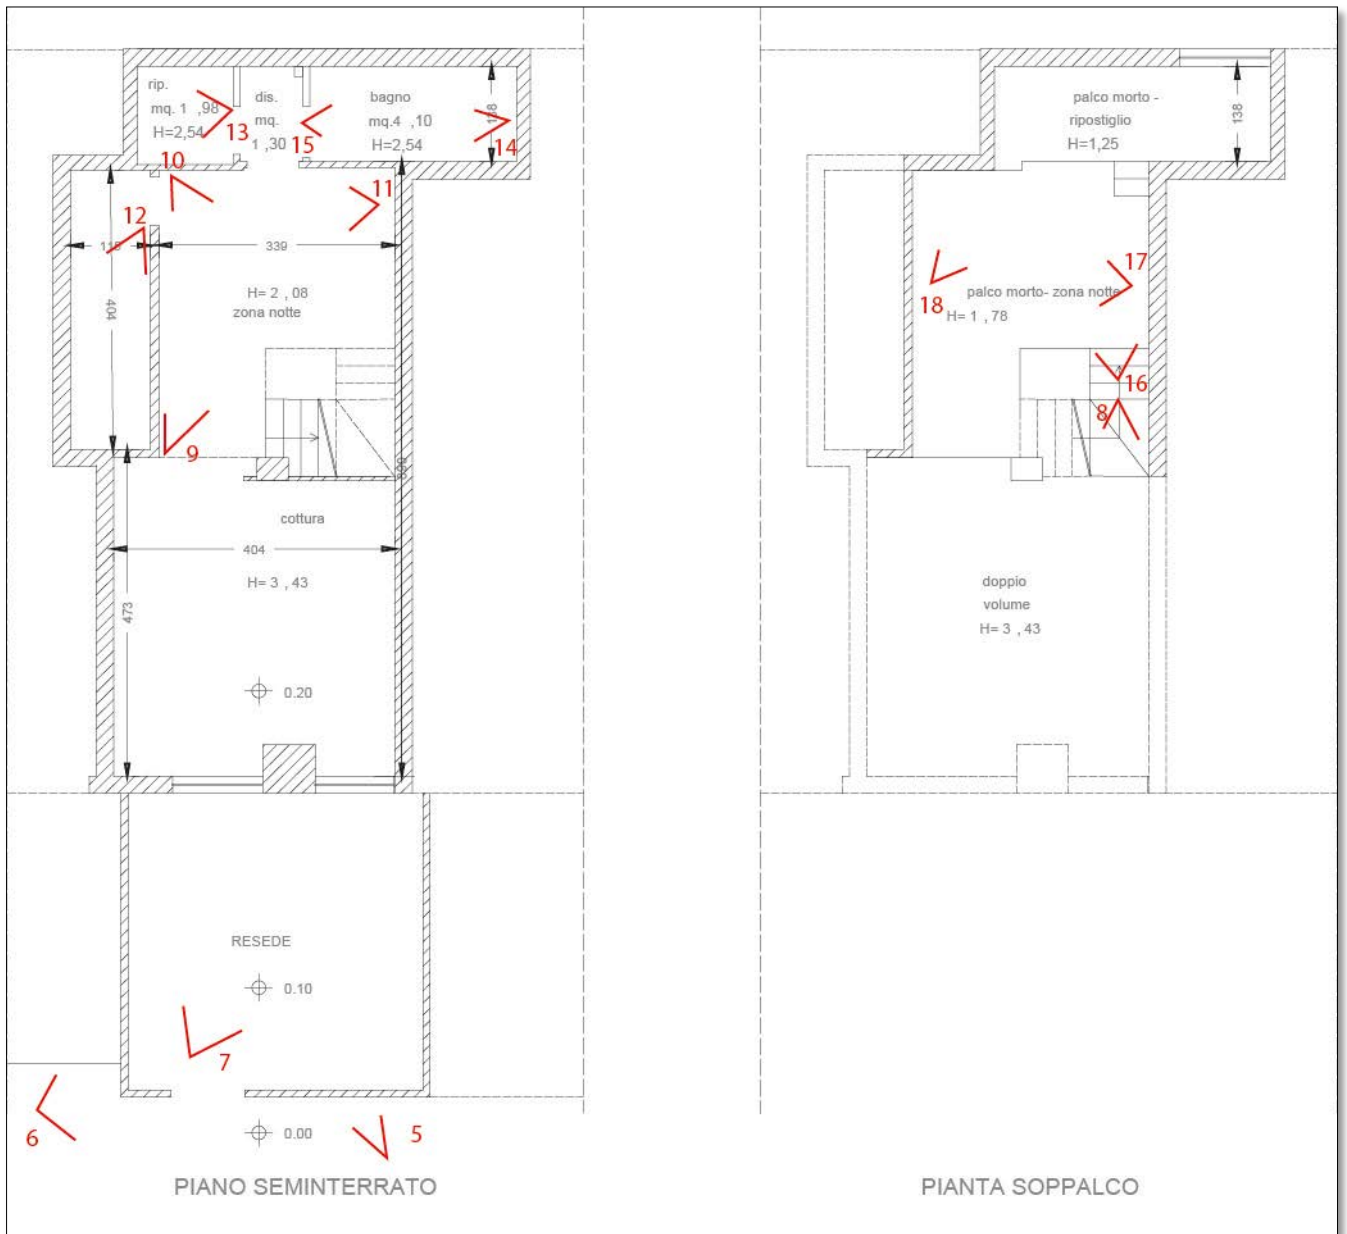 rip.
mq. 1 ,98
H=2,54
13
dis.
mq.
1 ,30
15
bagno
mq.4 ,10
H=2,54
138
14
10
11
12
339
404
H= 2 , 08
zona notte
9
cottura
404
H= 3 , 43
473
0.20
RESEDE
0.10
7
6
0.00
5
PIANO SEMINTERRATO
palco morto -
ripostiglio
H=1,25
138
17
18
palco morto- zona notte
H= 1 , 78
16
8
doppio
volume
H= 3 , 43
PIANTA SOPPALCO